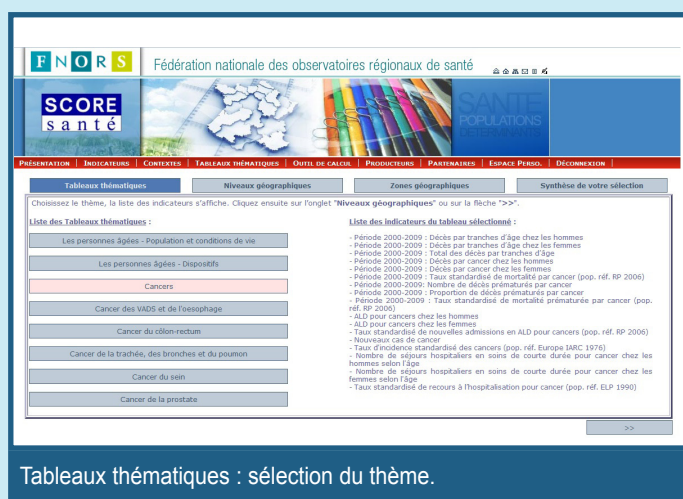 FNORS
Fédération nationale des observatoires régionaux de santé
SCORE
santé
SANTE
POPULATIONS
DETERMINANTS
PRÉSENTATION | INDICATEURS | CONTEXTES | TABLEAUX THÉMATIQUES | OUTIL DE CALCUL | PRODUCTEURS | PARTENAIRES | ESPACE PERSO. | DÉCONNEXION |
Tableaux thématiques
Niveaux géographiques
Zones géographiques
Synthèse de votre sélection
Choisissez le thème, la liste des indicateurs s'affiche. Cliquez ensuite sur l'onglet "Niveaux géographiques" ou sur la flèche ">>".
Liste des Tableaux thématiques :
Les personnes âgées - Population et conditions de vie
Les personnes âgées - Dispositifs
Cancers
Cancer des VADS et de l'oesophage
Cancer du côlon-rectum
Cancer de la trachée, des bronches et du poumon
Cancer du sein
Cancer de la prostate
Liste des indicateurs du tableau sélectionné :
- Période 2000-2009 : Décès par tranches d'âge chez les hommes
- Période 2000-2009 : Décès par tranches d'âge chez les femmes
- Période 2000-2009 : Total des décès par tranches d'âge
- Période 2000-2009 : Décès par cancer chez les hommes
- Période 2000-2009 : Décès par cancer chez les femmes
- Période 2000-2009 : Taux standardisé de mortalité par cancer (pop. réf. RP 2006)
- Période 2000-2009: Nombre de décès prématurés par cancer
- Période 2000-2009 : Proportion de décès prématurés par cancer
- Période 2000-2009 : Taux standardisé de mortalité prématurée par cancer (pop.
réf. RP 2006)
- ALD pour cancers chez les hommes
- ALD pour cancers chez les femmes
- Taux standardisé de nouvelles admissions en ALD pour cancers (pop. réf. RP 2006)
- Nouveaux cas de cancer
- Taux d'incidence standardisé des cancers (pop. réf. Europe IARC 1976)
- Nombre de séjours hospitaliers en soins de courte durée pour cancer chez les
hommes selon l'âge
- Nombre de séjours hospitaliers en soins de courte durée pour cancer chez les
femmes selon l'âge
- Taux standardisé de recours à l'hospitalisation pour cancer (pop. réf. ELP 1990)
>>
Tableaux thématiques : sélection du thème.